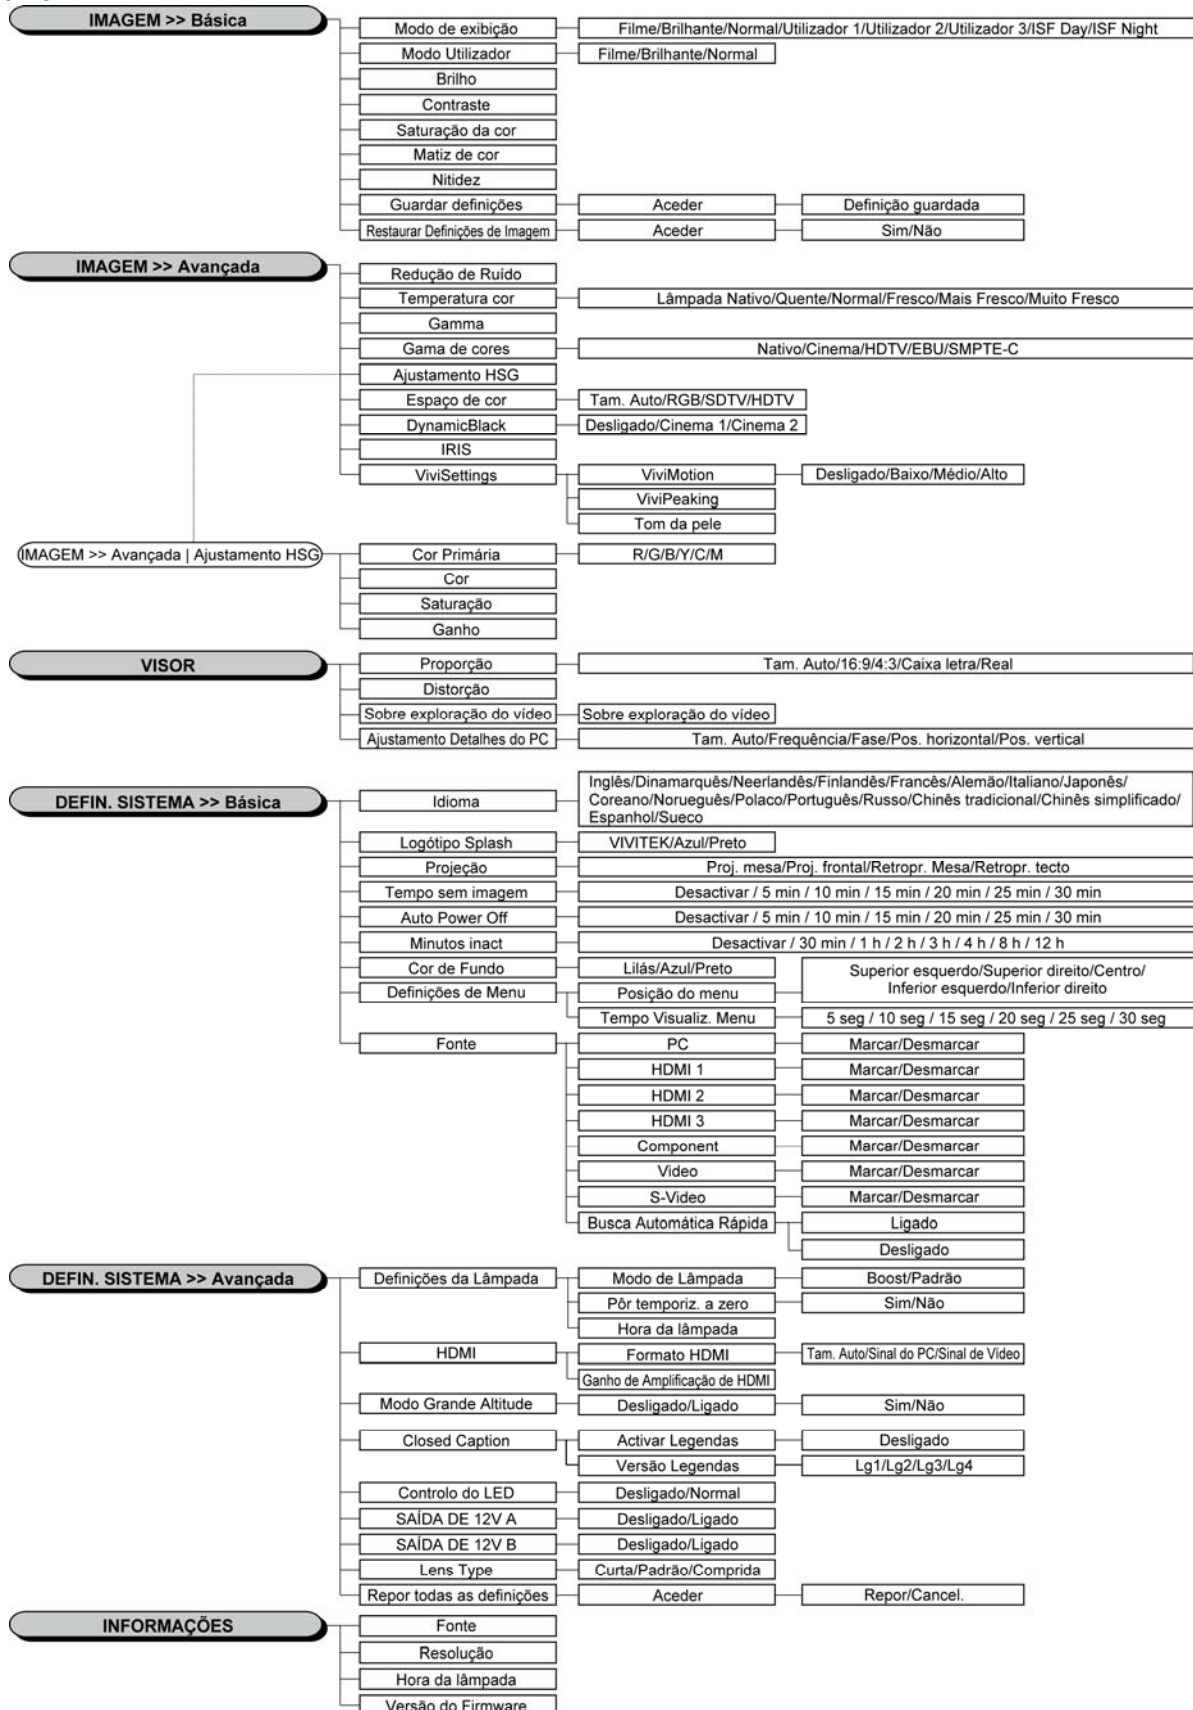 IMAGEM >> Básica
Modo de exibição
Filme/Brilhante/Normal/Utilizador 1/Utilizador 2/Utilizador 3/ISF Day/ISF Night
Modo Utilizador
Filme/Brilhante/Normal
Brilho
Contraste
Saturação da cor
Matiz de cor
Nitidez
Guardar definições
Aceder
Definição guardada
Restaurar Definições de Imagem
Aceder
Sim/Não
IMAGEM >> Avançada
Redução de Ruído
Temperatura cor
Lâmpada Nativo/Quente/Normal/Fresco/Mais Fresco/Muito Fresco
Gamma
Gama de cores
Nativo/Cinema/HDTV/EBU/SMPTE-C
Ajustamento HSG
Espaço de cor
Tam. Auto/RGB/SDTV/HDTV
DynamicBlack
Desligado/Cinema 1/Cinema 2
IRIS
ViviSettings
ViviMotion
Desligado/Baixo/Médio/Alto
ViviPeaking
Tom da pele
IMAGEM >> Avançada | Ajustamento HSG
Cor Primária
R/G/B/Y/C/M
Cor
Saturação
Ganho
VISOR
Proporção
Tam. Auto/16:9/4:3/Caixa letra/Real
Distorção
Sobre exploração do vídeo
Sobre exploração do vídeo
Ajustamento Detalhes do PC
Tam. Auto/Frequência/Fase/Pos. horizontal/Pos. vertical
DEFIN. SISTEMA >> Básica
Idioma
Inglês/Dinamarquês/Neerlandês/Finlandês/Francês/Alemão/Italiano/Japonês/
Coreano/Norueguês/Polaco/Português/Russo/Chinês tradicional/Chinês simplificado/
Espanhol/Sueco
Logótipo Splash
VIVITEK/Azul/Preto
Projeção
Proj. mesa/Proj. frontal/Retropr. Mesa/Retropr. tecto
Tempo sem imagem
Desactivar / 5 min / 10 min / 15 min / 20 min / 25 min / 30 min
Auto Power Off
Desactivar / 5 min / 10 min / 15 min / 20 min / 25 min / 30 min
Minutos inact
Desactivar / 30 min / 1 h / 2 h / 3 h / 4 h / 8 h / 12 h
Cor de Fundo
Lilás/Azul/Preto
Definições de Menu
Posição do menu
Superior esquerdo/Superior direito/Centro/
Inferior esquerdo/Inferior direito
Tempo Visualiz. Menu
5 seg / 10 seg / 15 seg / 20 seg / 25 seg / 30 seg
Fonte
PC
Marcar/Desmarcar
HDMI 1
Marcar/Desmarcar
HDMI 2
Marcar/Desmarcar
HDMI 3
Marcar/Desmarcar
Component
Marcar/Desmarcar
Video
Marcar/Desmarcar
S-Video
Marcar/Desmarcar
Busca Automática Rápida
Ligado
Desligado
DEFIN. SISTEMA >> Avançada
Definições da Lâmpada
Modo de Lâmpada
Boost/Padrão
Pôr temporiz. a zero
Sim/Não
Hora da lâmpada
HDMI
Formato HDMI
Tam. Auto/Sinal do PC/Sinal de Vídeo
Ganho de Amplificação de HDMI
Modo Grande Altitude
Desligado/Ligado
Sim/Não
Closed Caption
Activar Legendas
Desligado
Versão Legendas
Lg1/Lg2/Lg3/Lg4
Controlo do LED
Desligado/Normal
SAÍDA DE 12V A
Desligado/Ligado
SAÍDA DE 12V B
Desligado/Ligado
Lens Type
Curta/Padrão/Comprida
Repor todas as definições
Aceder
Repor/Cancel.
INFORMAÇÕES
Fonte
Resolução
Hora da lâmpada
Versão do Firmware